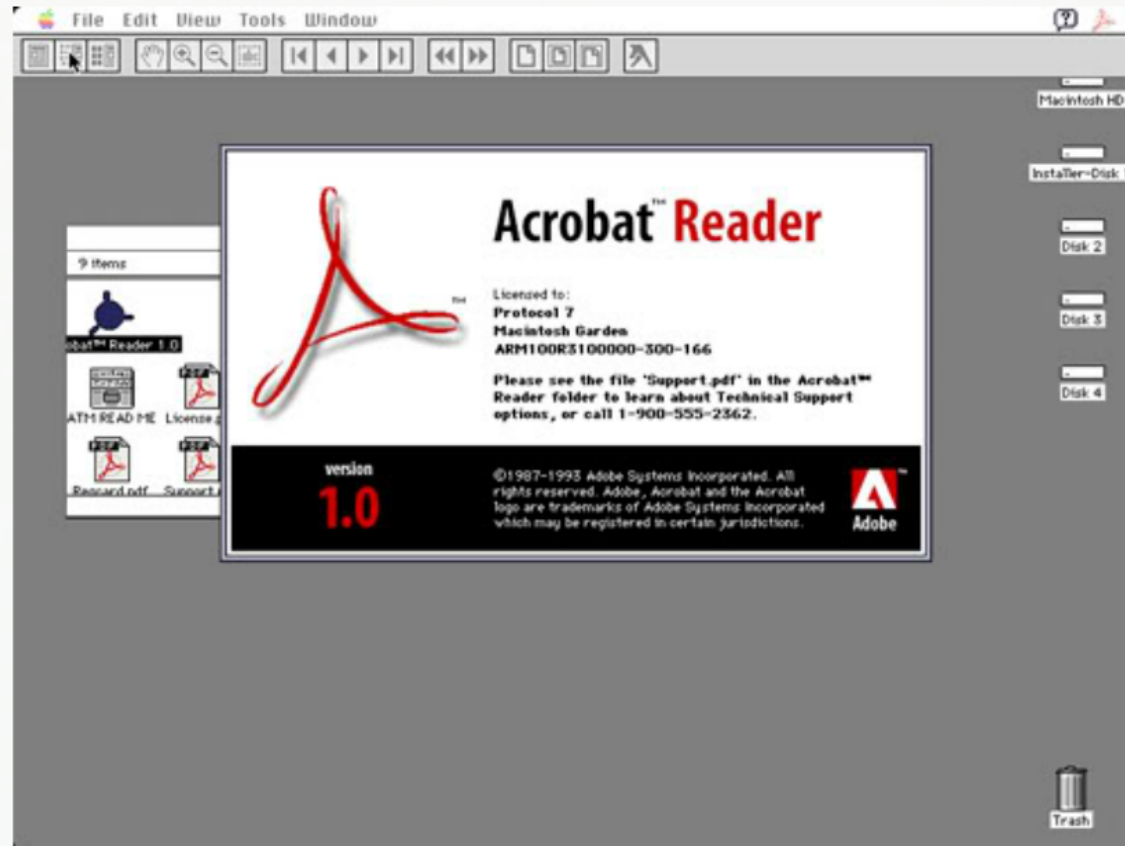 File Edit View Tools Window
Macintosh HD
Installer-Disk
Disk 2
Disk 3
Disk 4
Trash
9 items
obat™ Reader 1.0
ATM READ ME
Acrobat™ Reader
Licensed to:
Protocol 7
Macintosh Garden
ARM100R3100000-300-166
Please see the file 'Support.pdf' in the Acrobat™
Reader folder to learn about Technical Support
options, or call 1-900-555-2362.
version
1.0
©1987-1993 Adobe Systems Incorporated. All
rights reserved. Adobe, Acrobat and the Acrobat
logo are trademarks of Adobe Systems Incorporated
which may be registered in certain jurisdictions.
Adobe